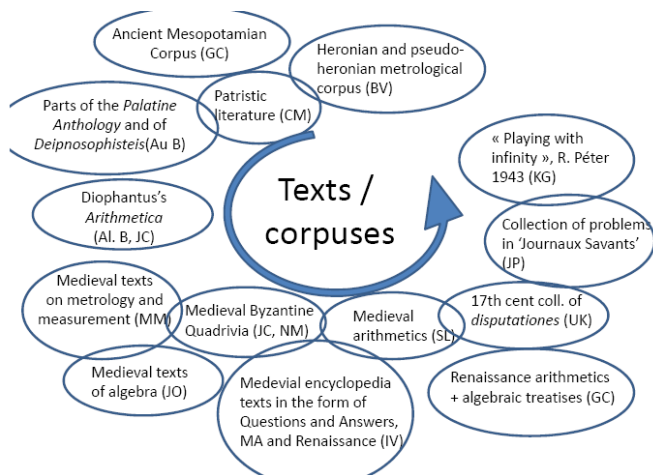 Ancient Mesopotamian
Corpus (GC)
Heronian and pseudo-
heronian metrological
corpus (BV)
Patristic
literature (CM)
Parts of the Palatine
Anthology and of
Deipnosophisteis(Au B)
Diophantus's
Arithmetica
(Al. B, JC)
Texts /
corpuses
« Playing with
infinity », R. Péter
1943 (KG)
Collection of problems
in 'Journaux Savants'
(JP)
Medieval texts
on metrology and
measurement (MM)
Medieval Byzantine
Quadrivia (JC, NM)
Medieval
arithmetics (SL)
17th cent coll. of
disputationes (UK)
Medieval texts
of algebra (JO)
Medevial encyclopedia
texts in the form of
Questions and Answers,
MA and Renaissance (IV)
Renaissance arithmetics
+ algebraic treatises (GC)